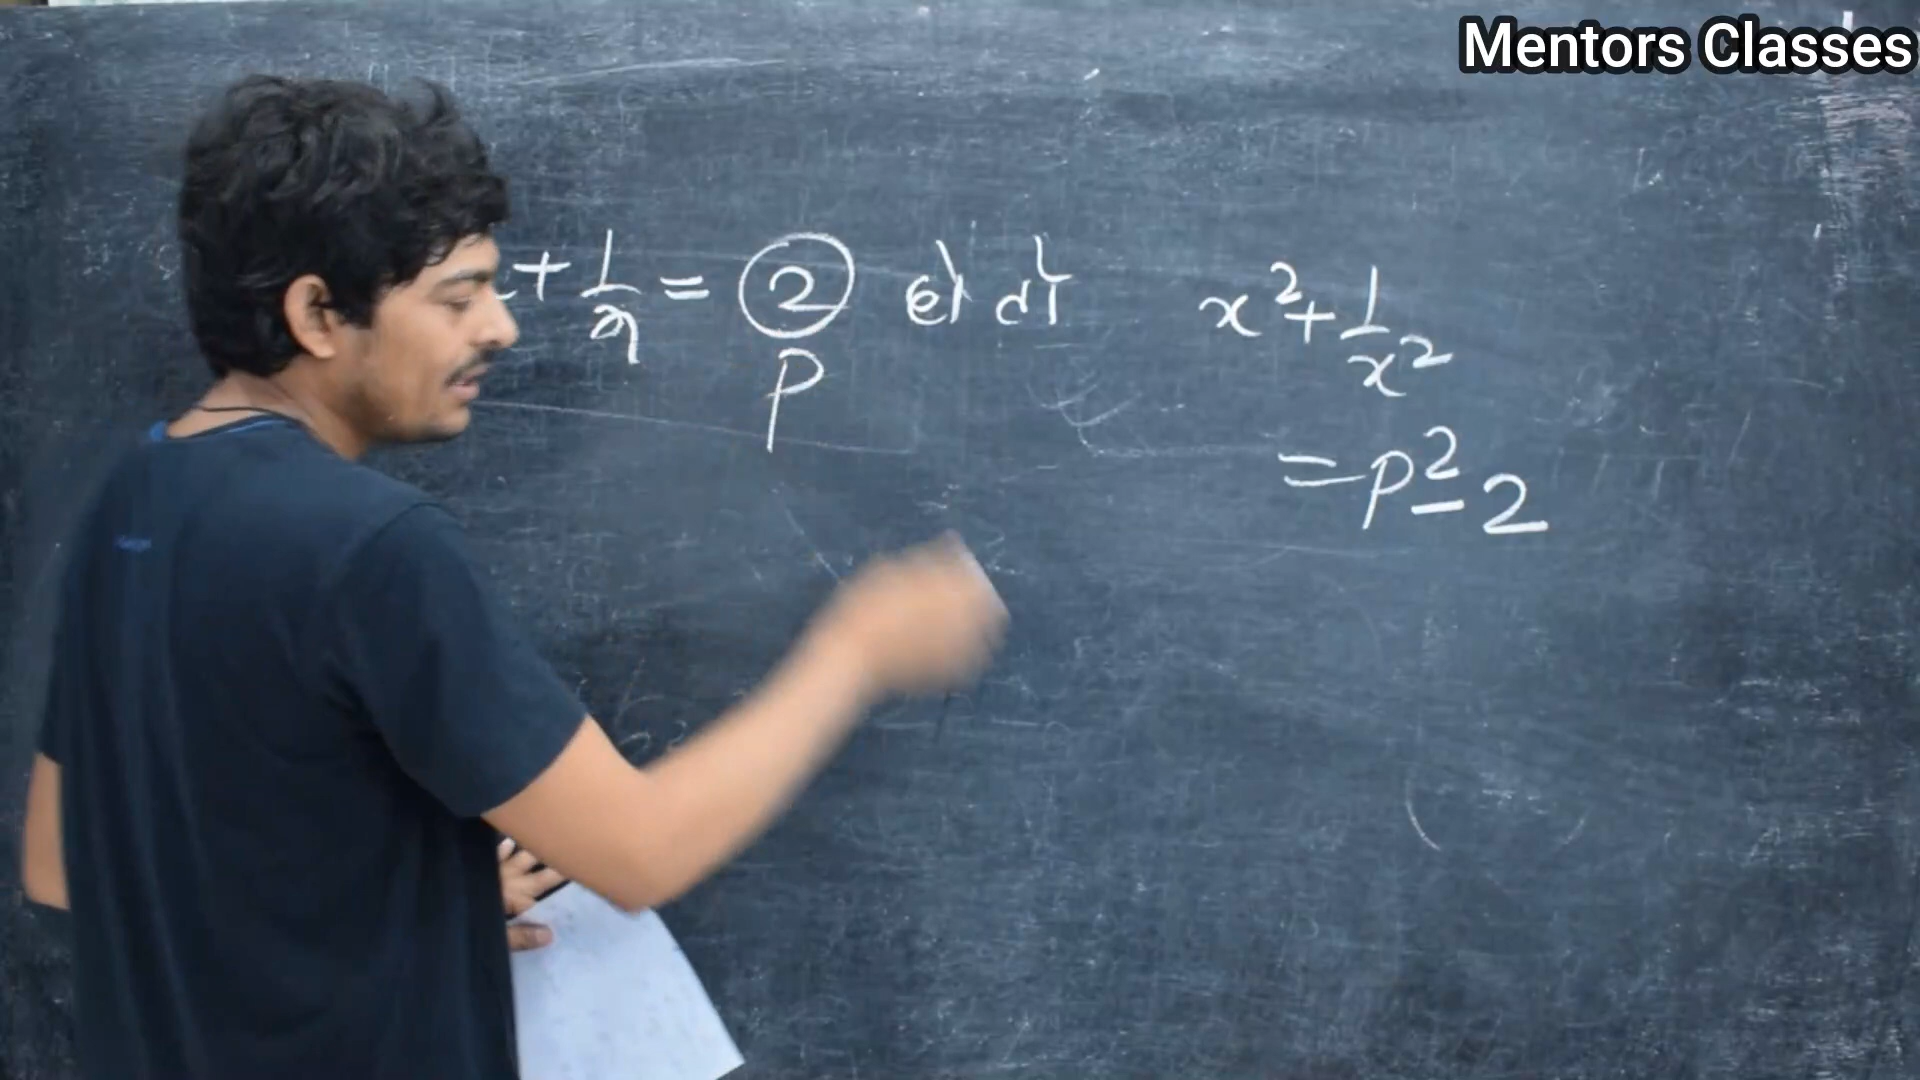 Mentors Classes
+ 1/x = 2 हो तो x² + 1/x²
P
= P² - 2